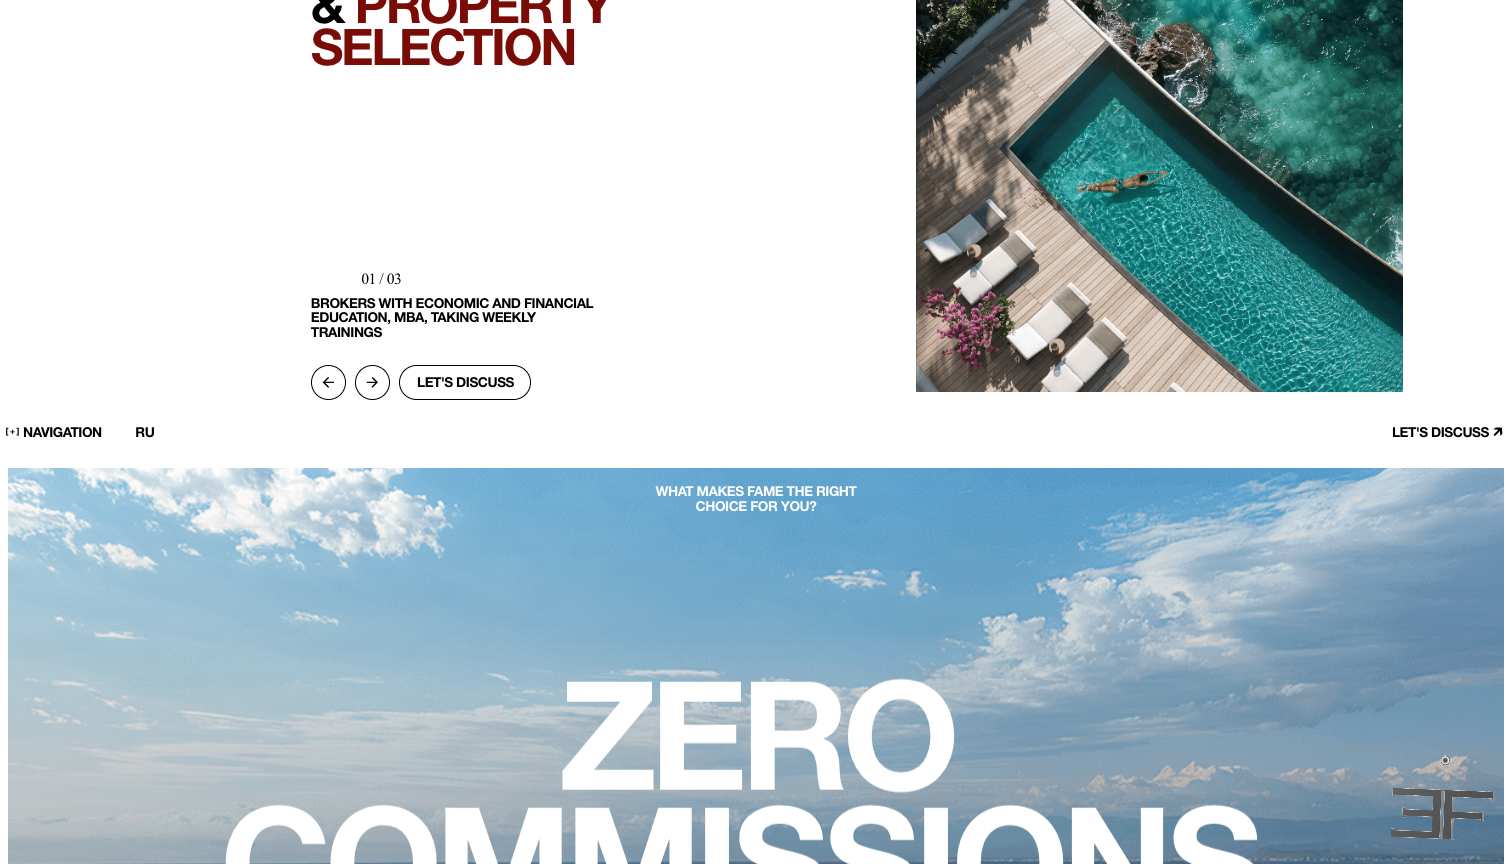 & PROPERTY
SELECTION
01 / 03
BROKERS WITH ECONOMIC AND FINANCIAL
EDUCATION, MBA, TAKING WEEKLY
TRAININGS
LET'S DISCUSS
[+] NAVIGATION
RU
LET'S DISCUSS
WHAT MAKES FAME THE RIGHT
CHOICE FOR YOU?
ZERO
COMMISSIONS